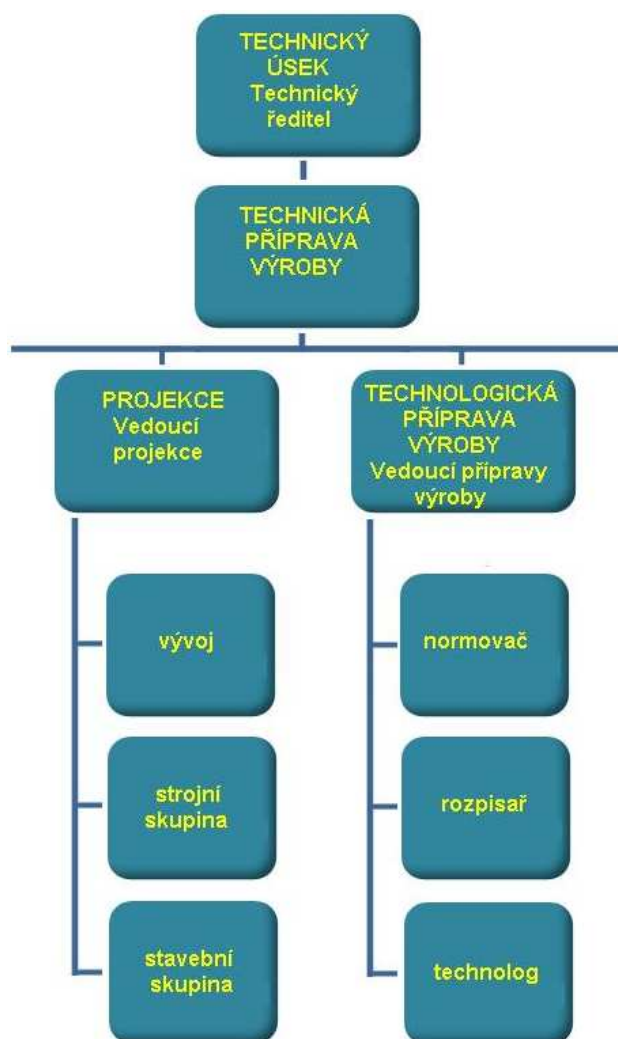 TECHNICKÝ
ÚSEK
Technický
ředitel
TECHNICKÁ
PŘÍPRAVA
VÝROBY
PROJEKCE
Vedoucí
projekce
TECHNOLOGICKÁ
PŘÍPRAVA
VÝROBY
Vedoucí přípravy
výroby
vývoj
normovač
strojní
skupina
rozpisař
stavební
skupina
technolog